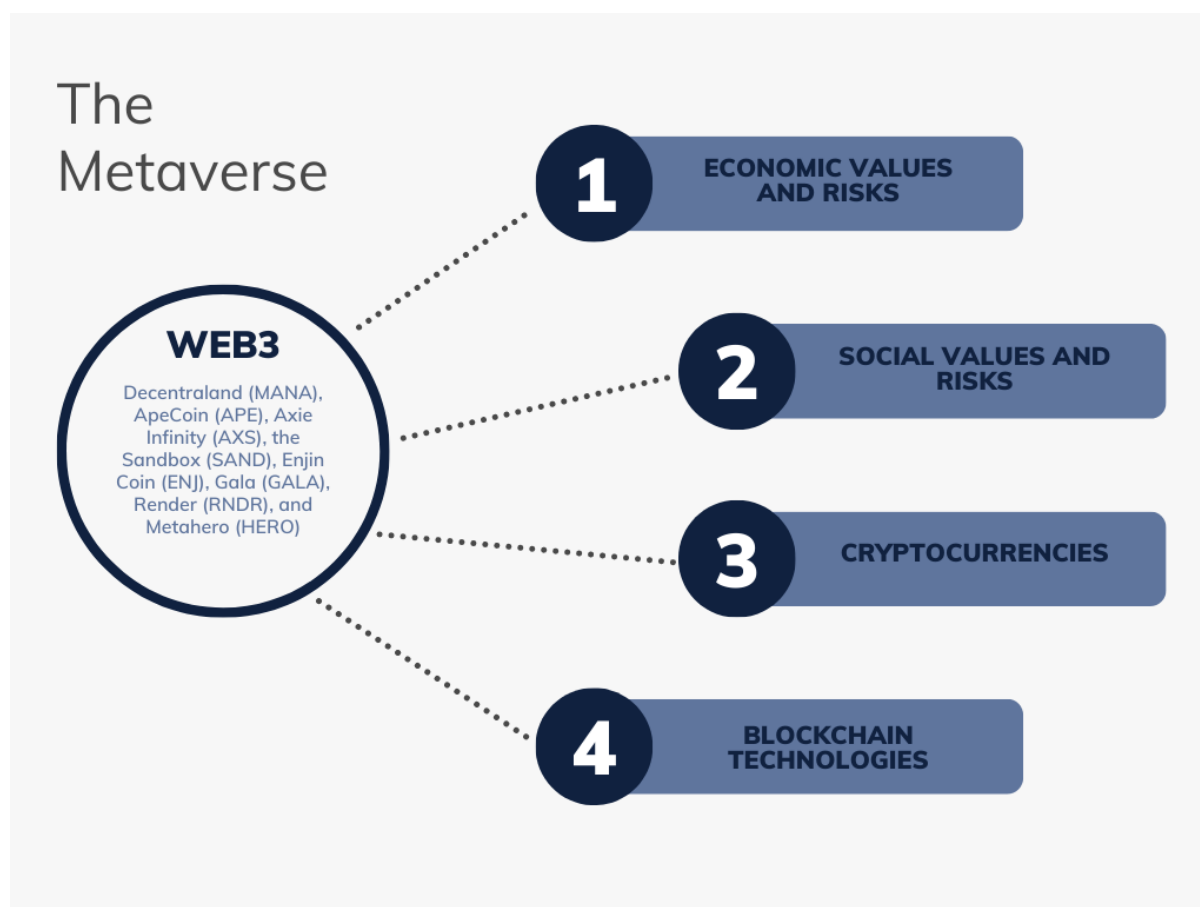 The
Metaverse
WEB3
Decentraland (MANA),
ApeCoin (APE), Axie
Infinity (AXS), the
Sandbox (SAND), Enjin
Coin (ENJ), Gala (GALA),
Render (RNDR), and
Metahero (HERO)
1
ECONOMIC VALUES
AND RISKS
2
SOCIAL VALUES AND
RISKS
3
CRYPTOCURRENCIES
4
BLOCKCHAIN
TECHNOLOGIES